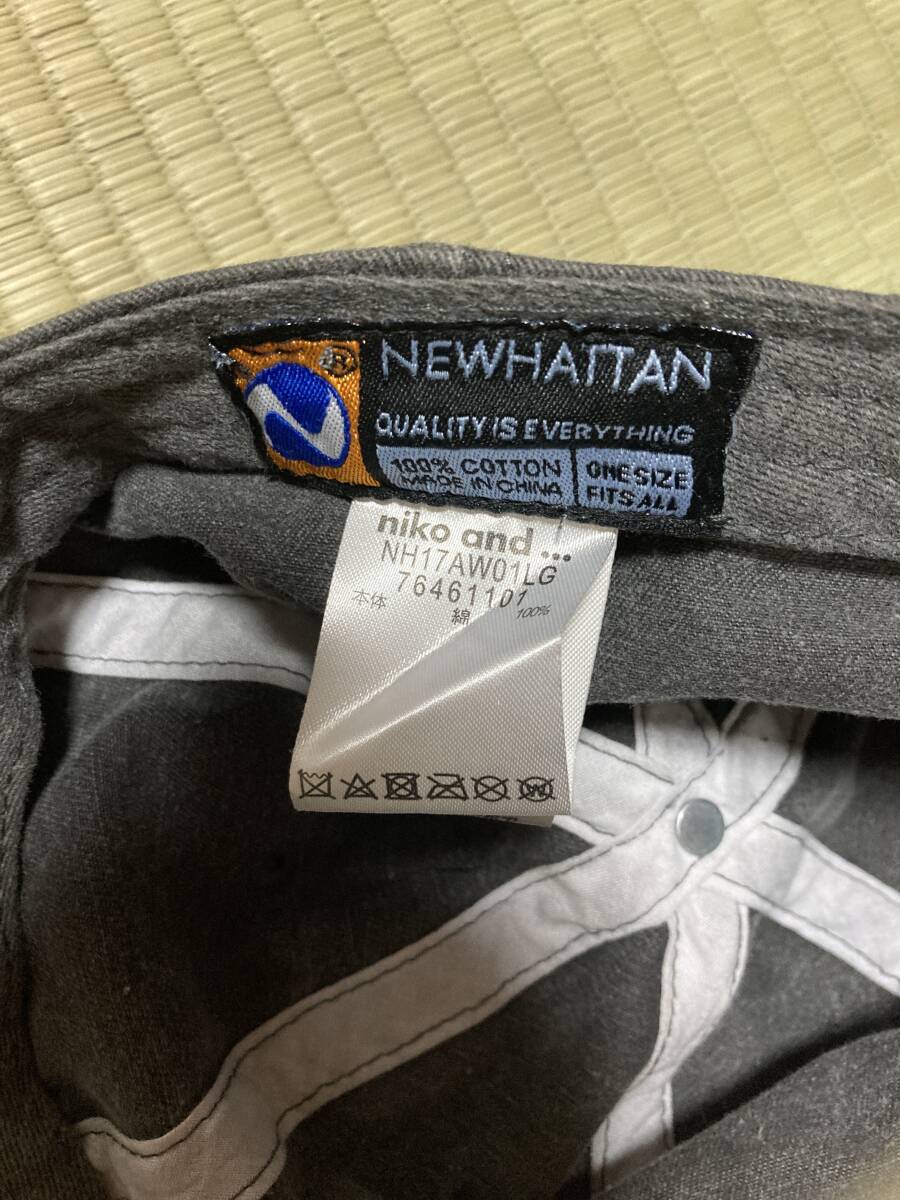 ®
NEWHATTAN
QUALITY IS EVERYTHING
100% COTTON
MADE IN CHINA
ONE SIZE
FITS ALL
niko and ...
NH17AW01LG
76461101
本体 綿 100%
W